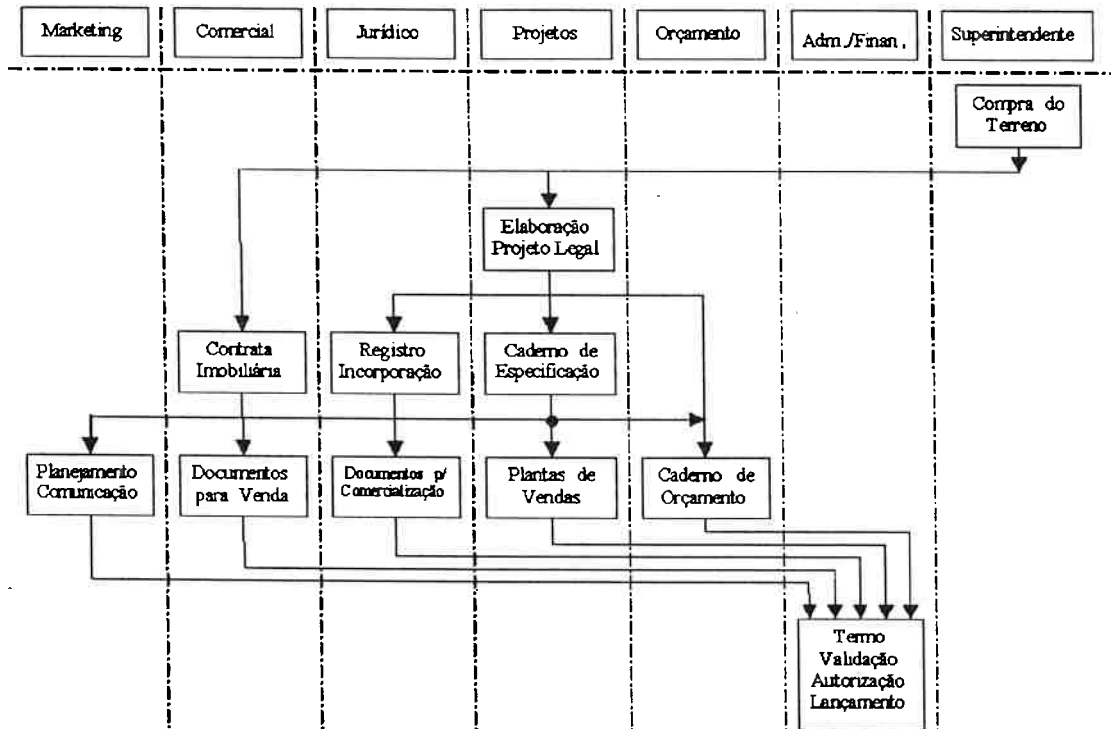 Marketing
Comercial
Jurídico
Projetos
Orçamento
Adm./Finan.
Superintendente
Compra do
Terreno
Elaboração
Projeto Legal
Contrata
Imobiliária
Registro
Incorporação
Caderno de
Especificação
Planejamento
Comunicação
Documentos
para Venda
Documentos p/
Comercialização
Plantas de
Vendas
Caderno de
Orçamento
Termo
Validação
Autorização
Lançamento